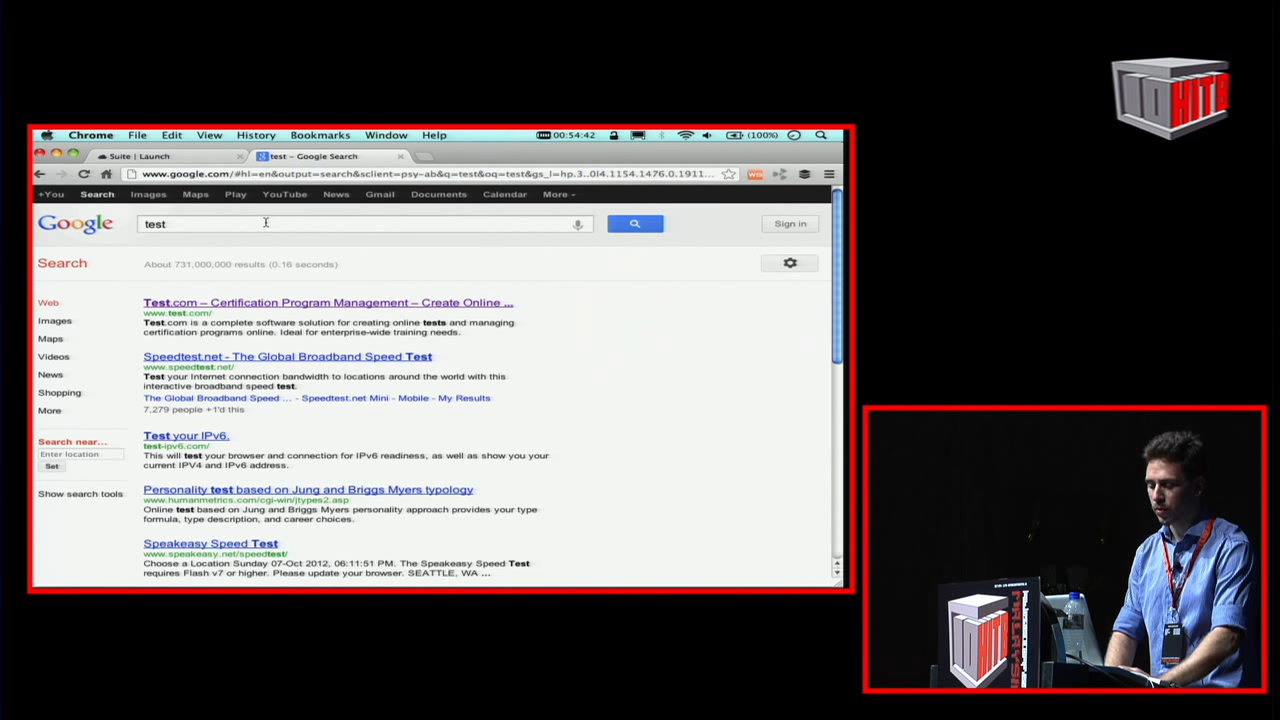 10 HITB
Chrome File Edit View History Bookmarks Window Help 00:54:42 (100%)
Suite | Launch
test – Google Search
www.google.com/#hl=en&output=search&sclient=psy-ab&q=test&oq=test&gs_l=hp.3..0l4.1154.1476.0.1911...
+You Search Images Maps Play YouTube News Gmail Documents Calendar More
Google
test
Sign in
Search
About 731,000,000 results (0.16 seconds)
Web
Images
Maps
Videos
News
Shopping
More
Search near...
Enter location
Set
Show search tools
Test.com – Certification Program Management – Create Online ...
www.test.com/
Test.com is a complete software solution for creating online tests and managing
certification programs online. Ideal for enterprise-wide training needs.
Speedtest.net - The Global Broadband Speed Test
www.speedtest.net/
Test your Internet connection bandwidth to locations around the world with this
interactive broadband speed test.
The Global Broadband Speed ... - Speedtest.net Mini - Mobile - My Results
7,279 people +1'd this
Test your IPv6.
test-ipv6.com/
This will test your browser and connection for IPv6 readiness, as well as show you your
current IPV4 and IPv6 address.
Personality test based on Jung and Briggs Myers typology
www.humanmetrics.com/cgi-win/jtypes2.asp
Online test based on Jung and Briggs Myers personality approach provides your type
formula, type description, and career choices.
Speakeasy Speed Test
www.speakeasy.net/speedtest/
Choose a Location Sunday 07-Oct 2012, 06:11:51 PM. The Speakeasy Speed Test
requires Flash v7 or higher. Please update your browser. SEATTLE, WA ...
10 HITB